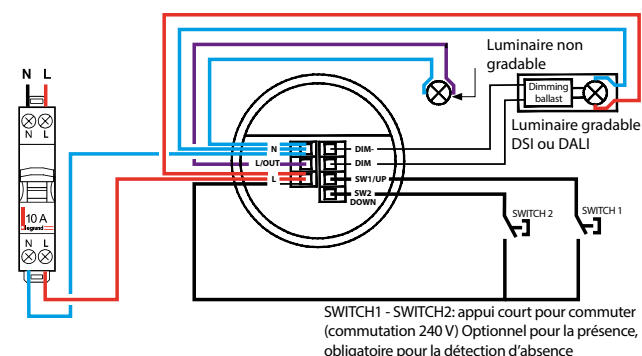 Luminaire non
gradable
N L
N L
10 A
legrand
N L
N
L/OUT
L
DIM-
DIM
SW1/UP
SW2
DOWN
Dimming
ballast
Luminaire gradable
DSI ou DALI
SWITCH 2
SWITCH 1
SWITCH1 - SWITCH2: appui court pour commuter
(commutation 240 V) Optionnel pour la présence,
obligatoire pour la détection d'absence